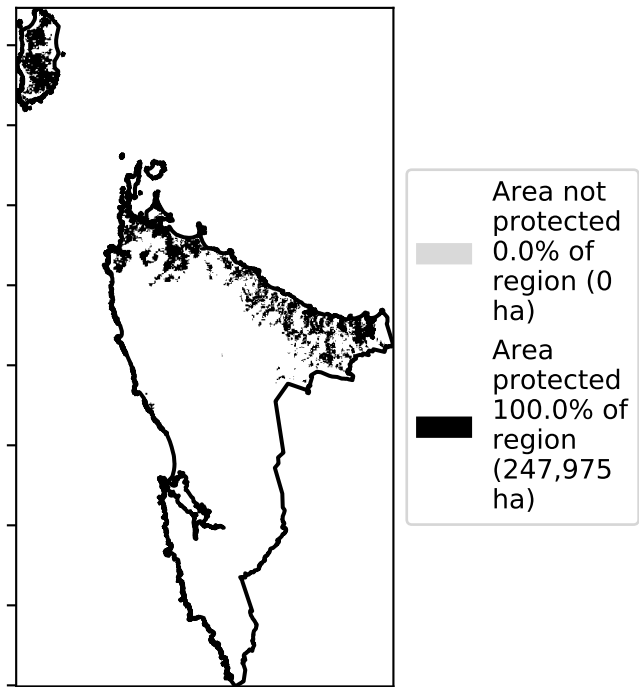 Area not
protected
0.0% of
region (0
ha)
Area
protected
100.0% of
region
(247,975
ha)